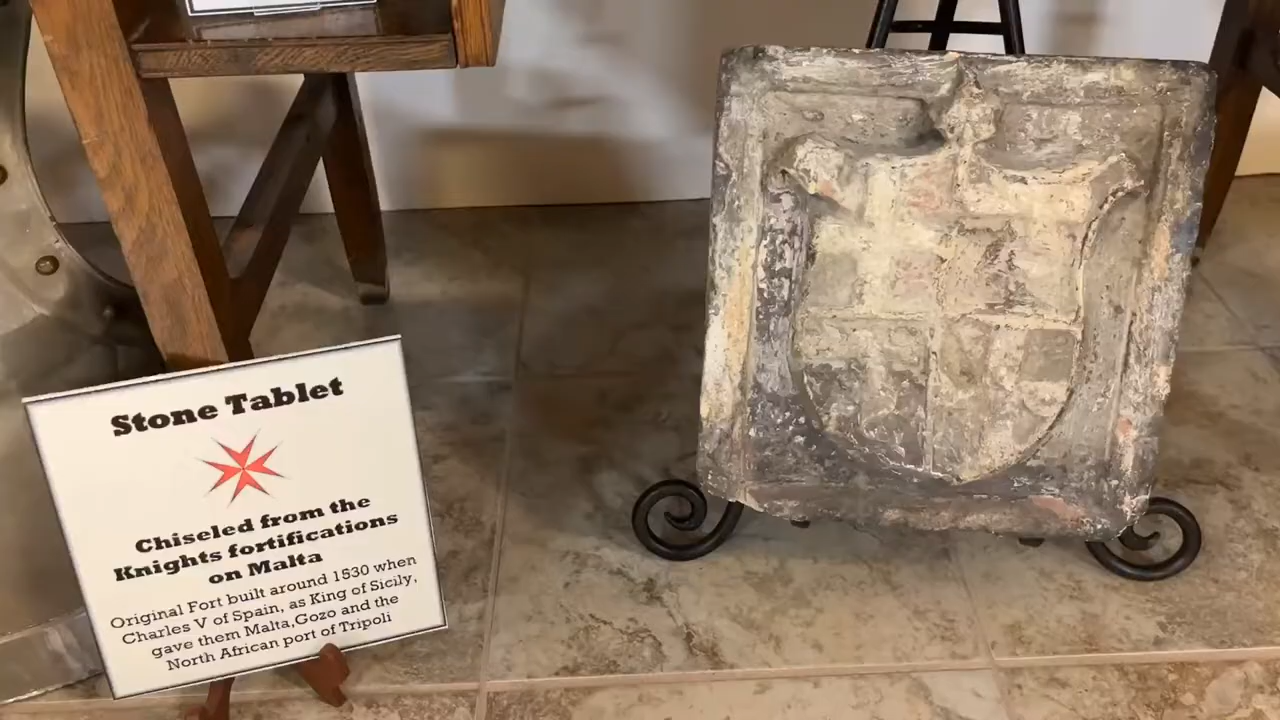 Stone Tablet
Chiseled from the
Knights fortifications
on Malta
Original Fort built around 1530 when
Charles V of Spain, as King of Sicily,
gave them Malta,Gozo and the
North African port of Tripoli